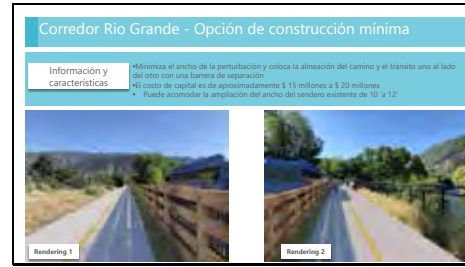 Corredor Rio Grande - Opción de construcción mínima
Información y
características
•Minimiza el ancho de la perturbación y coloca la alineación del camino y el tránsito uno al lado
del otro con una barrera de separación
•El costo de capital es de aproximadamente $ 15 millones a $ 20 millones
• Puede acomodar la ampliación del ancho del sendero existente de 10 'a 12'
Rendering 1
Rendering 2